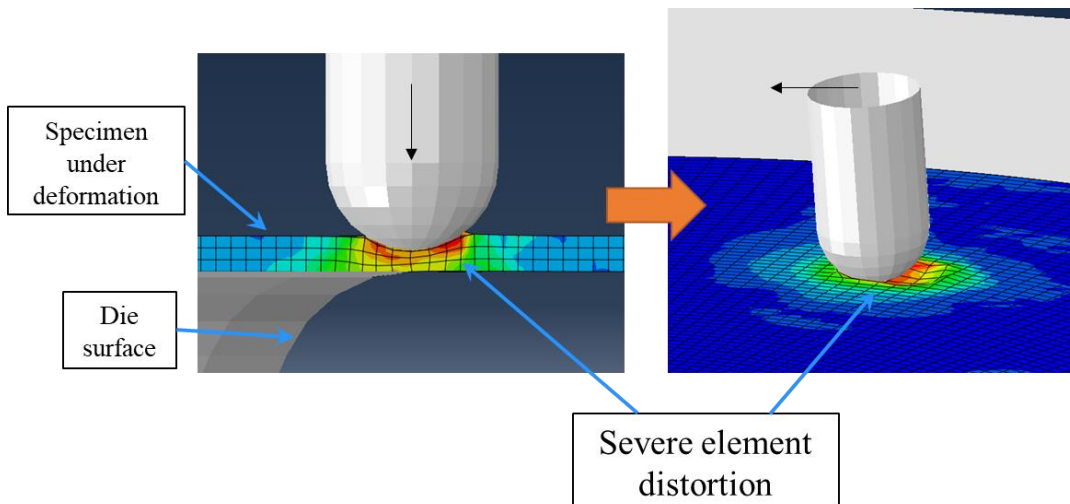 Specimen
under
deformation
Die
surface
Severe element
distortion